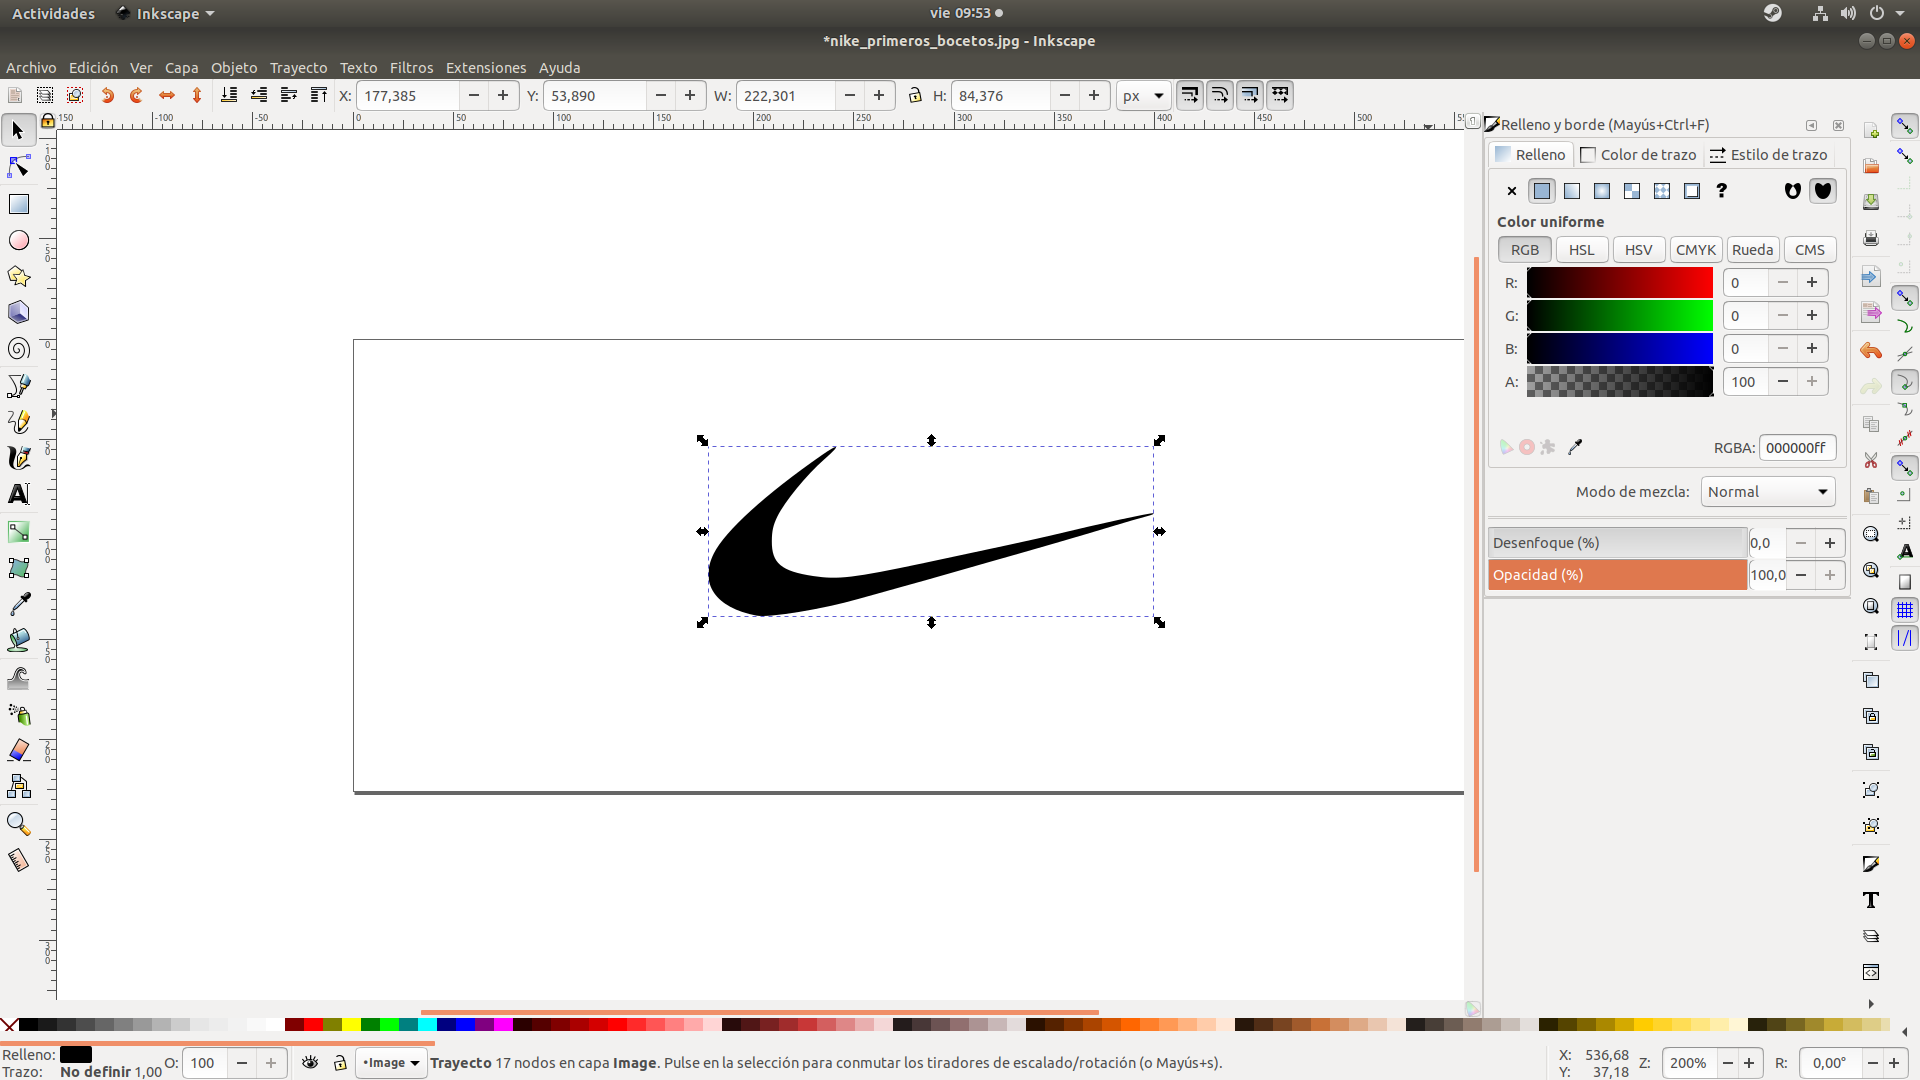 Actividades Inkscape vie 09:53
*nike_primeros_bocetos.jpg - Inkscape
Archivo Edición Ver Capa Objeto Trayecto Texto Filtros Extensiones Ayuda
X: 177,385 Y: 53,890 W: 222,301 H: 84,376 px
-100 -50 0 50 100 150 200 250 300 350 400 450 500
Relleno y borde (Mayús+Ctrl+F)
Relleno Color de trazo Estilo de trazo
Color uniforme
RGB HSL HSV CMYK Rueda CMS
R: 0
G: 0
B: 0
A: 100
RGBA: 000000ff
Modo de mezcla: Normal
Desenfoque (%) 0,0
Opacidad (%) 100,0
Relleno: O: 100 •Image Trayecto 17 nodos en capa Image. Pulse en la selección para conmutar los tiradores de escalado/rotación (o Mayús+s). X: 536,68 Z: 200% R: 0,00°
Trazo: No definir 1,00 Y: 37,18